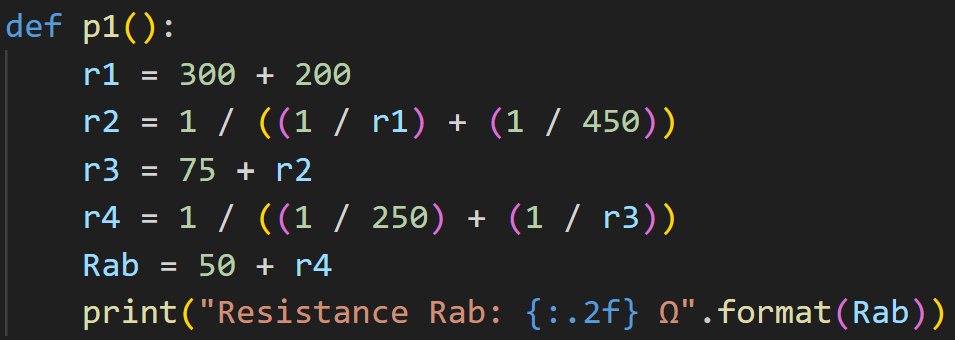 def p1():
    r1 = 300 + 200
    r2 = 1 / ((1 / r1) + (1 / 450))
    r3 = 75 + r2
    r4 = 1 / ((1 / 250) + (1 / r3))
    Rab = 50 + r4
    print("Resistance Rab: {:.2f} Ω".format(Rab))